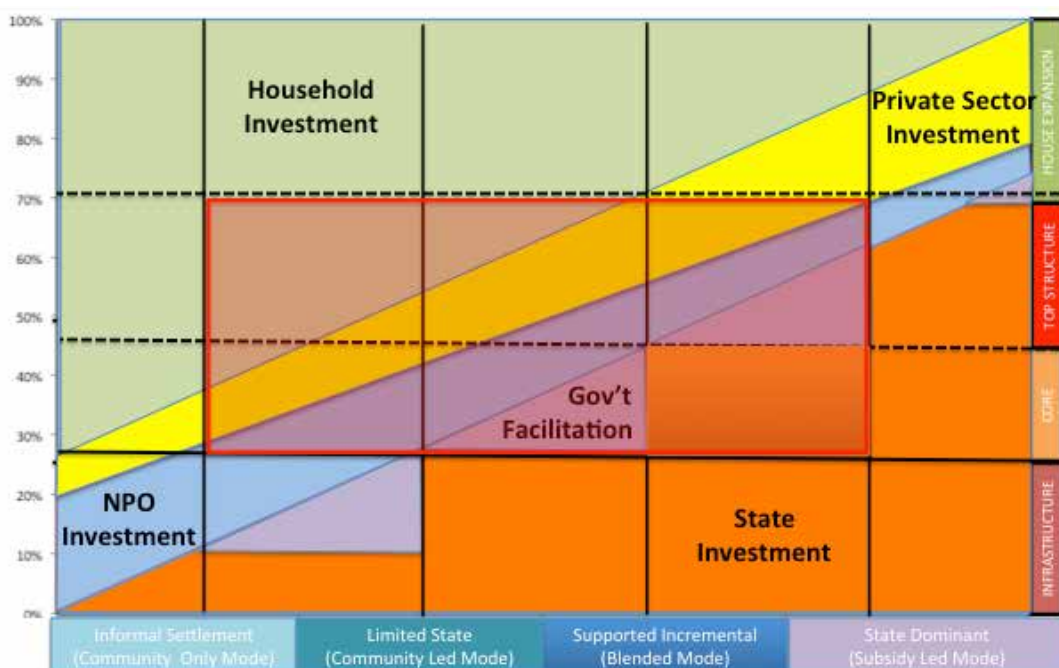 100%
90%
80%
70%
60%
50%
40%
30%
20%
10%
0%
Household
Investment
Private Sector
Investment
Gov't
Facilitation
NPO
Investment
State
Investment
HOUSE EXPANSION
TOP STRUCTURE
CORE
INFRASTRUCTURE
Informal Settlement
(Community Only Mode)
Limited State
(Community Led Mode)
Supported Incremental
(Blended Mode)
State Dominant
(Subsidy Led Mode)